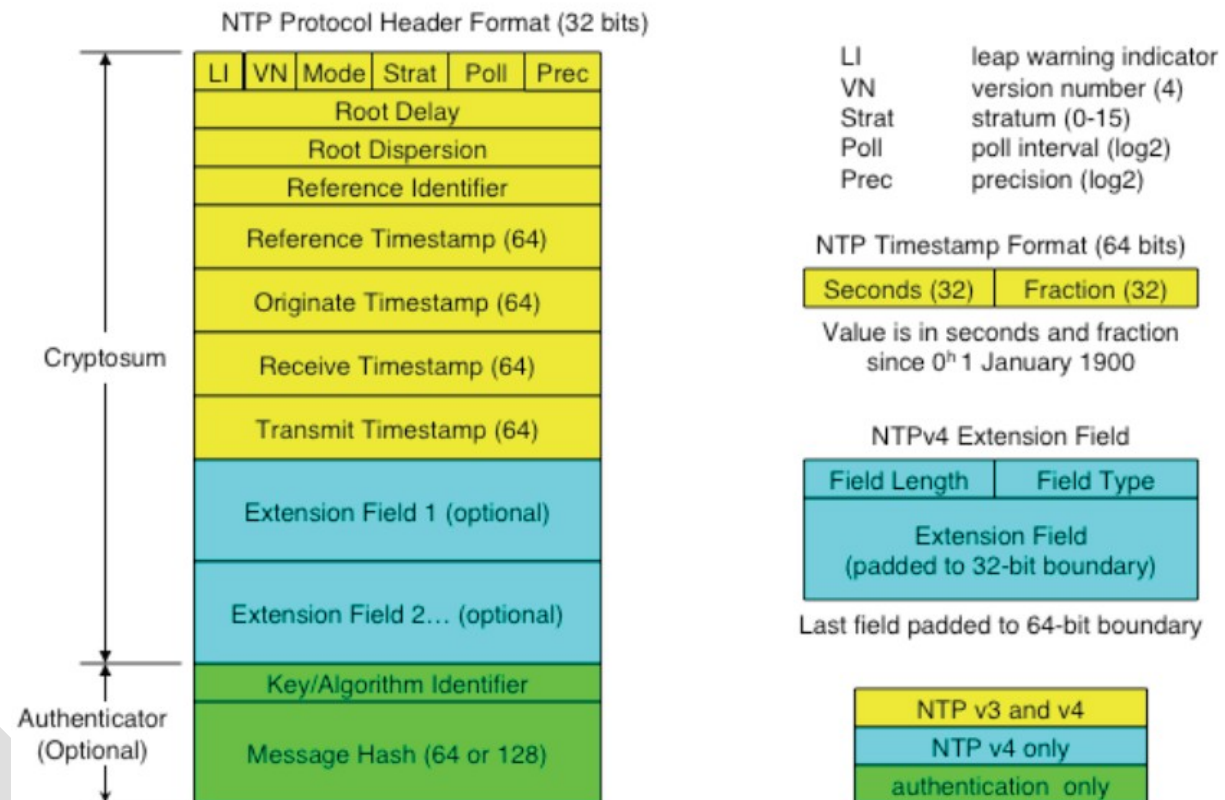 NTP Protocol Header Format (32 bits)
LI VN Mode Strat Poll Prec
Root Delay
Root Dispersion
Reference Identifier
Reference Timestamp (64)
Originate Timestamp (64)
Receive Timestamp (64)
Transmit Timestamp (64)
Extension Field 1 (optional)
Extension Field 2... (optional)
Key/Algorithm Identifier
Message Hash (64 or 128)
Cryptosum
Authenticator
(Optional)
LI leap warning indicator
VN version number (4)
Strat stratum (0-15)
Poll poll interval (log2)
Prec precision (log2)
NTP Timestamp Format (64 bits)
Seconds (32) Fraction (32)
Value is in seconds and fraction
since 0ʰ 1 January 1900
NTPv4 Extension Field
Field Length Field Type
Extension Field
(padded to 32-bit boundary)
Last field padded to 64-bit boundary
NTP v3 and v4
NTP v4 only
authentication only